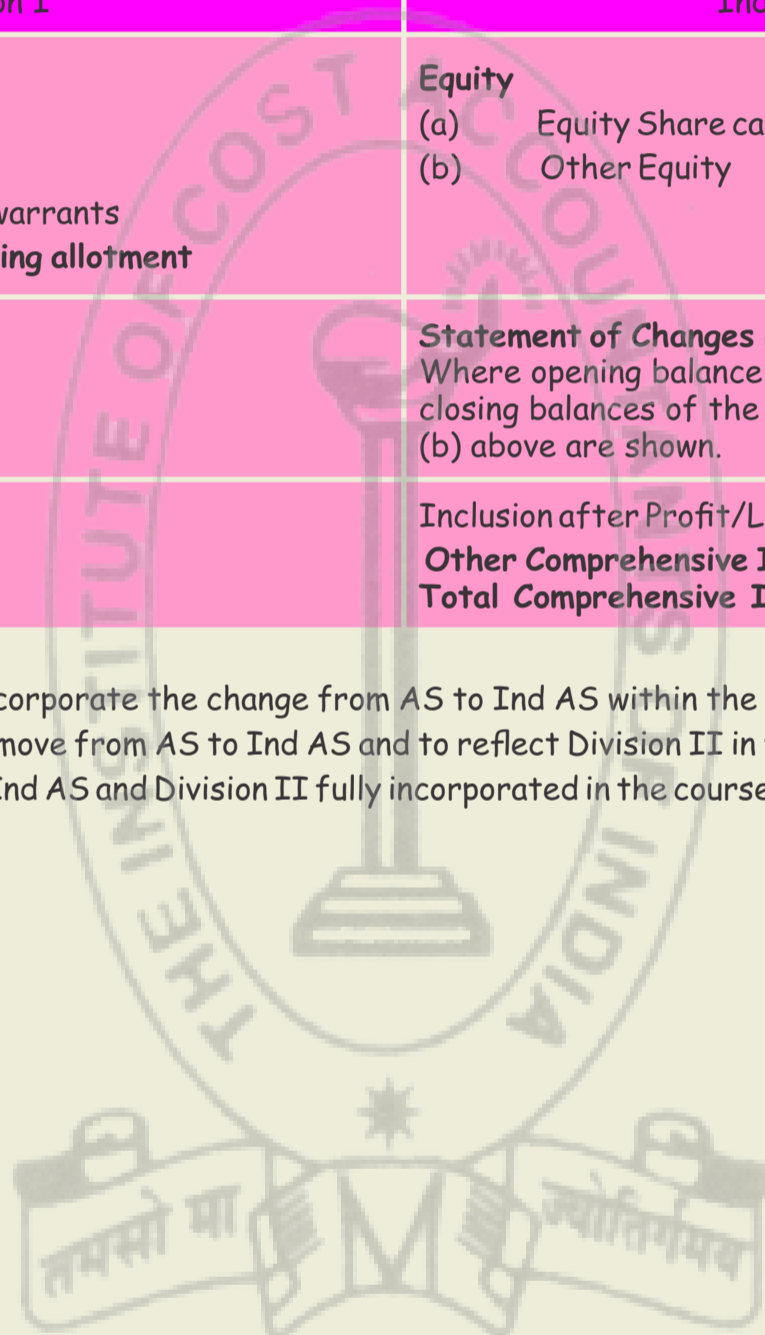 Equity
(a) Equity Share ca
(b) Other Equity
warrants
ing allotment
Statement of Changes
Where opening balance
closing balances of the
(b) above are shown.
Inclusion after Profit/L
Other Comprehensive I
Total Comprehensive I
corporate the change from AS to Ind AS within the
move from AS to Ind AS and to reflect Division II in
Ind AS and Division II fully incorporated in the course
THE INSTITUTE OF COST ACCOUNTANTS OF INDIA
तमसो मा ज्योतिर्गमय